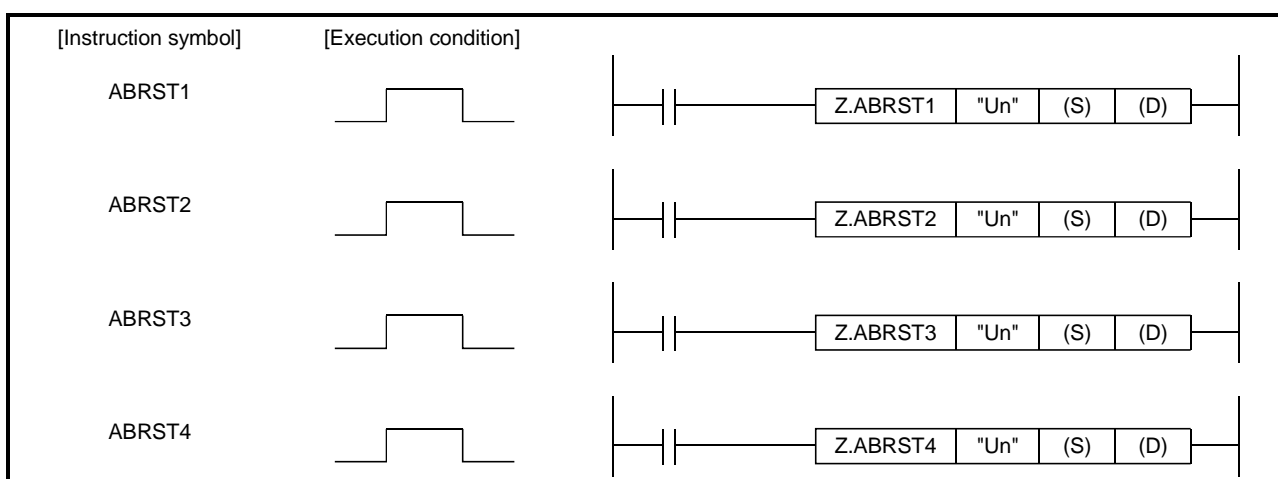 [Instruction symbol] [Execution condition]
ABRST1 Z.ABRST1 "Un" (S) (D)
ABRST2 Z.ABRST2 "Un" (S) (D)
ABRST3 Z.ABRST3 "Un" (S) (D)
ABRST4 Z.ABRST4 "Un" (S) (D)